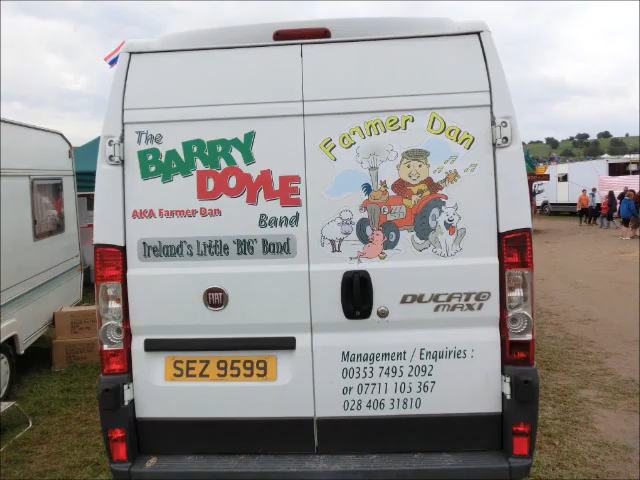 The
BARRY
DOYLE
AKA Farmer Dan
Band
Ireland's Little 'BIG' Band
Farmer Dan
FIAT
DUCATO
MAXI
SEZ 9599
Management / Enquiries :
00353 7495 2092
or 07711 105 367
028 406 31810